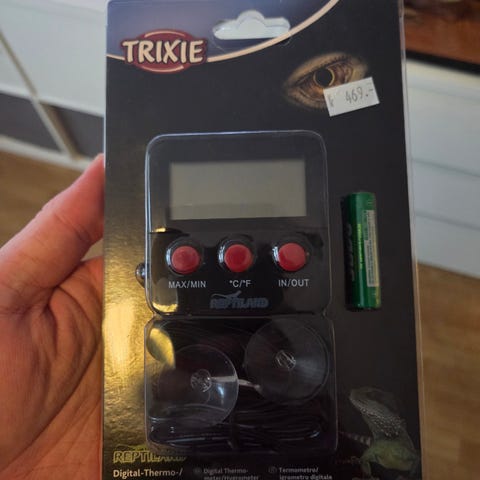 TRIXIE
469.-
MAX/MIN °C/°F IN/OUT
REPTILAND
REPTILAND
Digital-Thermo-/
Digital Thermo-
meter/Hygrometer
Termometro/
igrometro digitale